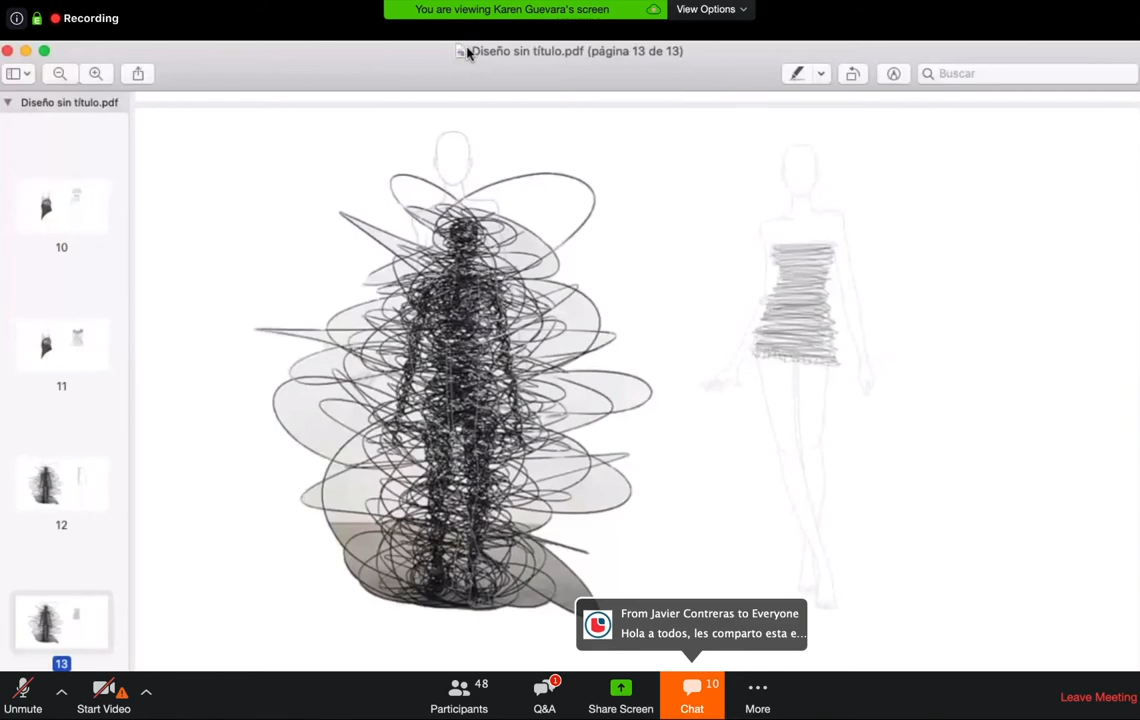 Recording
You are viewing Karen Guevara's screen
View Options
Diseño sin título.pdf (página 13 de 13)
Buscar
Diseño sin título.pdf
10
11
12
13
From Javier Contreras to Everyone
Hola a todos, les comparto esta e...
Unmute
Start Video
48
Participants
1
Q&A
Share Screen
10
Chat
More
Leave Meeting